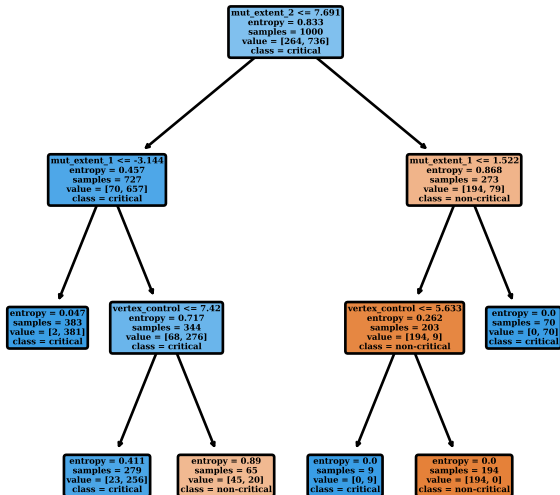 mut_extent_2 <= 7.691
entropy = 0.833
samples = 1000
value = [264, 736]
class = critical
mut_extent_1 <= -3.144
entropy = 0.457
samples = 727
value = [70, 657]
class = critical
mut_extent_1 <= 1.522
entropy = 0.868
samples = 273
value = [194, 79]
class = non-critical
entropy = 0.047
samples = 383
value = [2, 381]
class = critical
vertex_control <= 7.42
entropy = 0.717
samples = 344
value = [68, 276]
class = critical
vertex_control <= 5.633
entropy = 0.262
samples = 203
value = [194, 9]
class = non-critical
entropy = 0.0
samples = 70
value = [0, 70]
class = critical
entropy = 0.411
samples = 279
value = [23, 256]
class = critical
entropy = 0.89
samples = 65
value = [45, 20]
class = non-critical
entropy = 0.0
samples = 9
value = [0, 9]
class = critical
entropy = 0.0
samples = 194
value = [194, 0]
class = non-critical